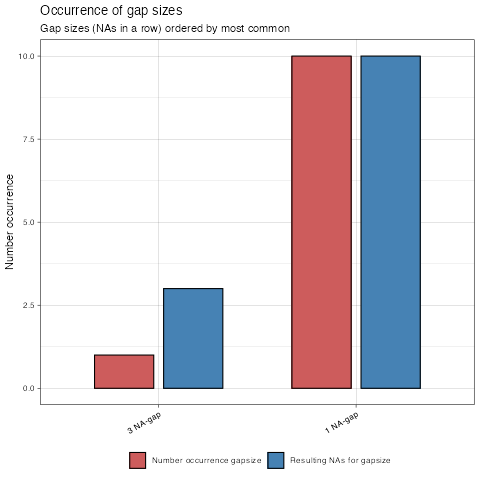 Occurrence of gap sizes
Gap sizes (NAs in a row) ordered by most common
Number occurrence
10.0
7.5
5.0
2.5
0.0
3 NA-gap
1 NA-gap
Number occurrence gapsize
Resulting NAs for gapsize